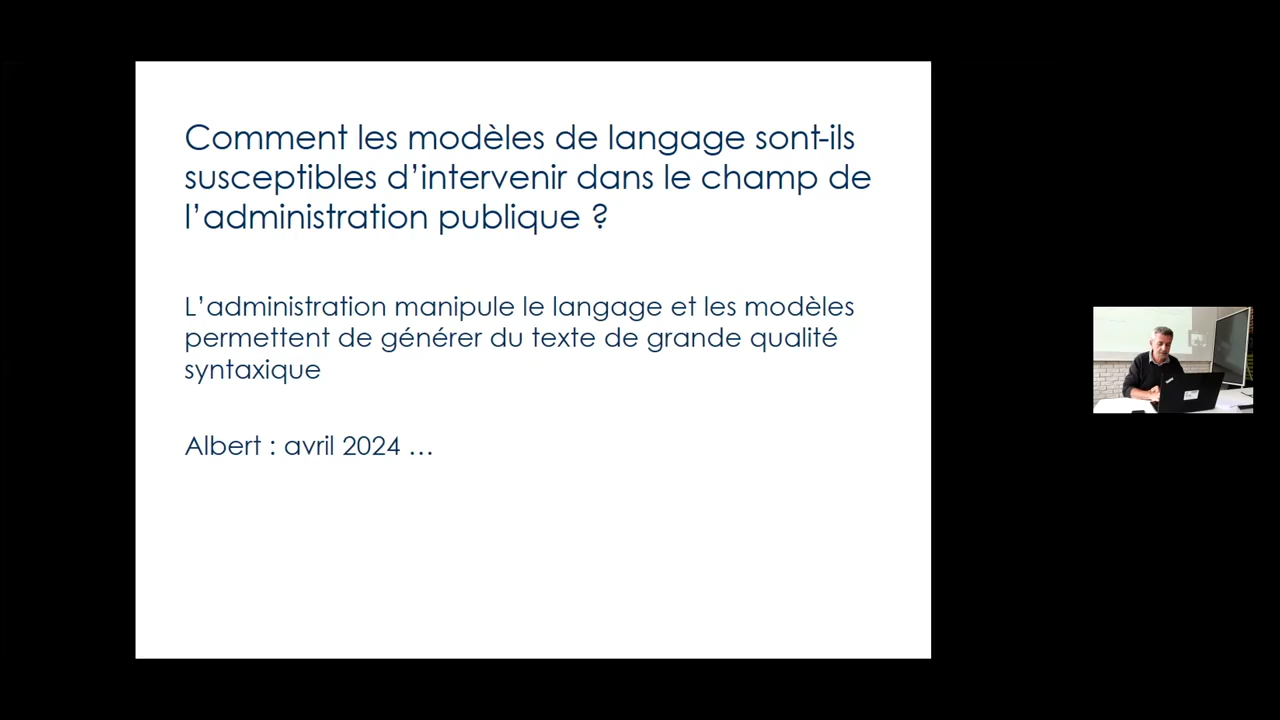 Comment les modèles de langage sont-ils
susceptibles d’intervenir dans le champ de
l’administration publique ?
L’administration manipule le langage et les modèles
permettent de générer du texte de grande qualité
syntaxique
Albert : avril 2024 …